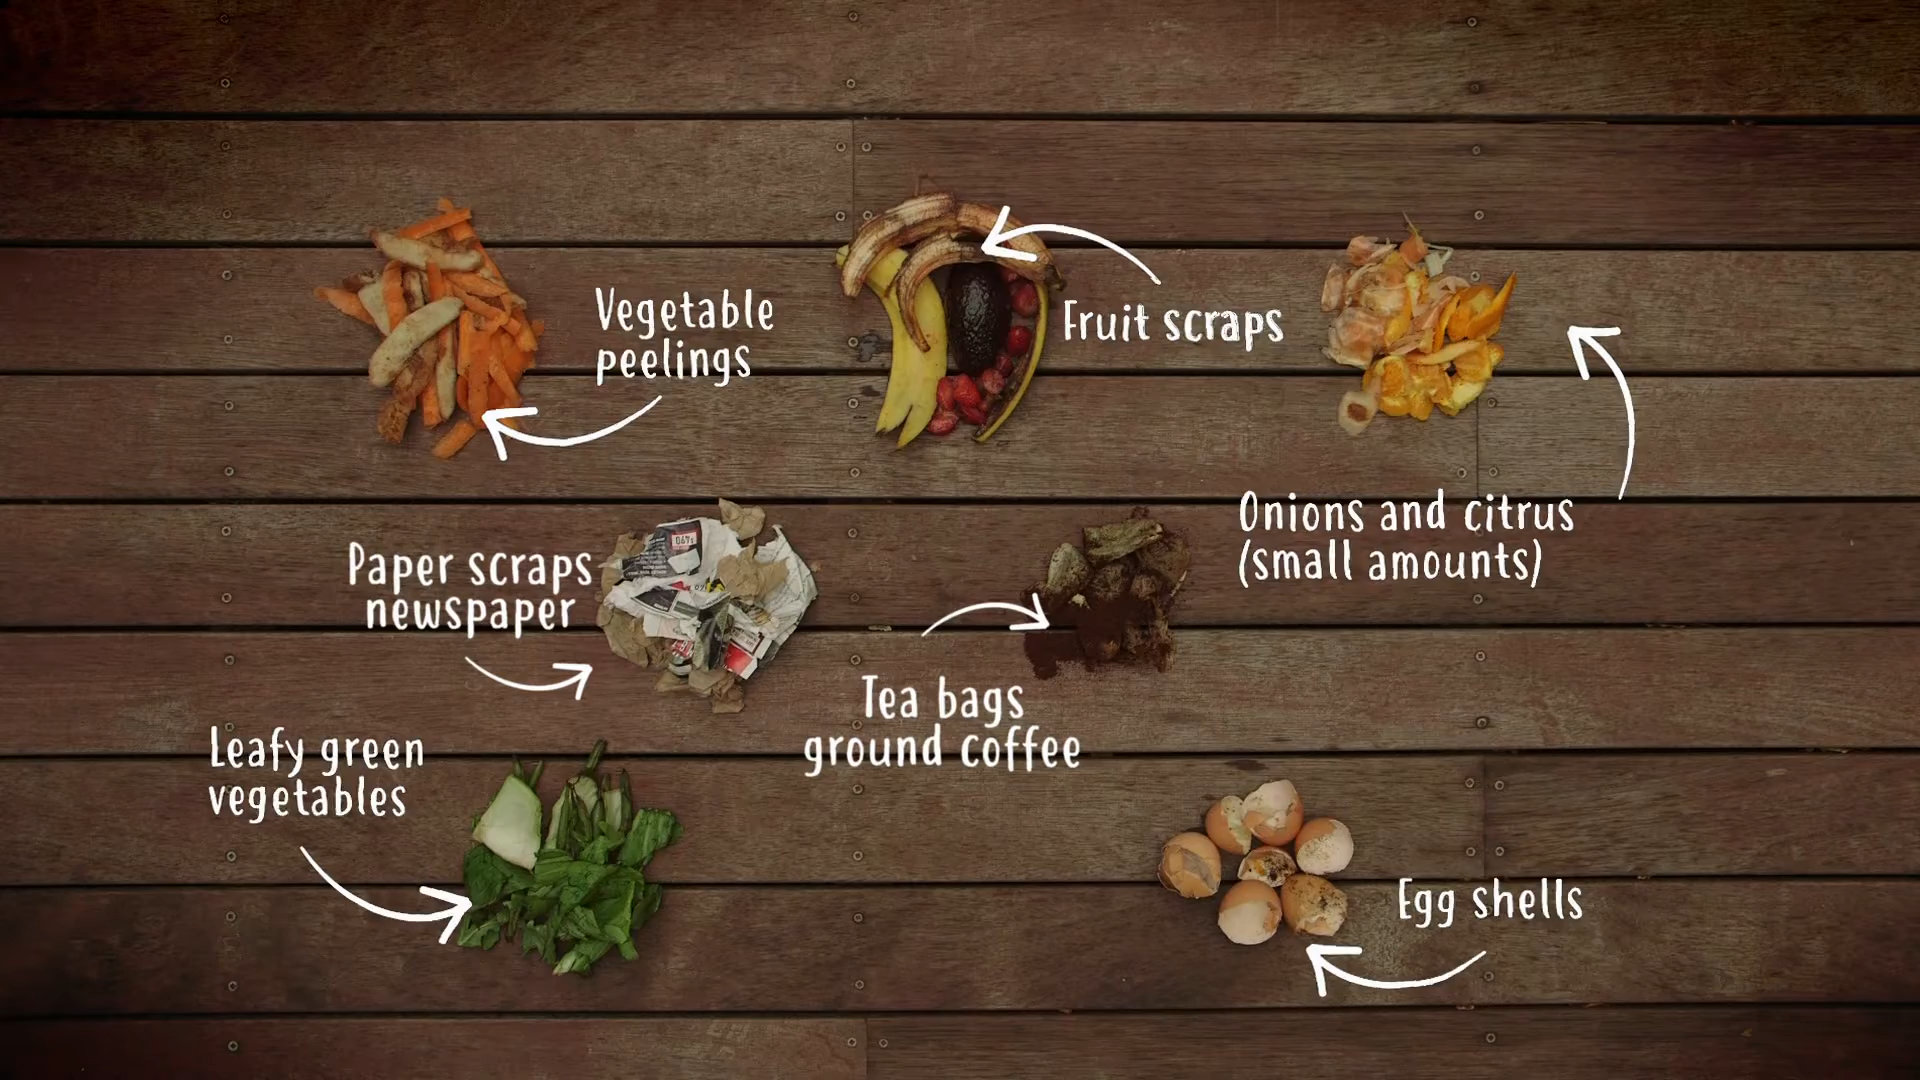 Vegetable
peelings
Fruit scraps
Onions and citrus
(small amounts)
Paper scraps
newspaper
Tea bags
ground coffee
Leafy green
vegetables
Egg shells